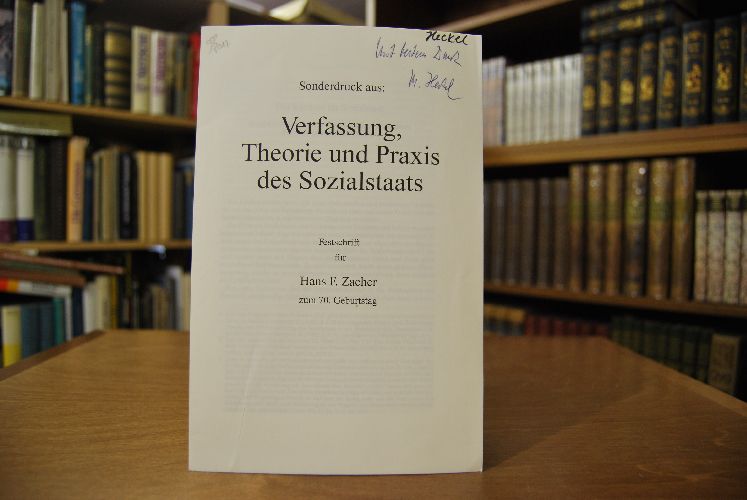 Heckel
Mit bestem Dank
M. Heckel
Sonderdruck aus:
Verfassung,
Theorie und Praxis
des Sozialstaats
Festschrift
für
Hans F. Zacher
zum 70. Geburtstag